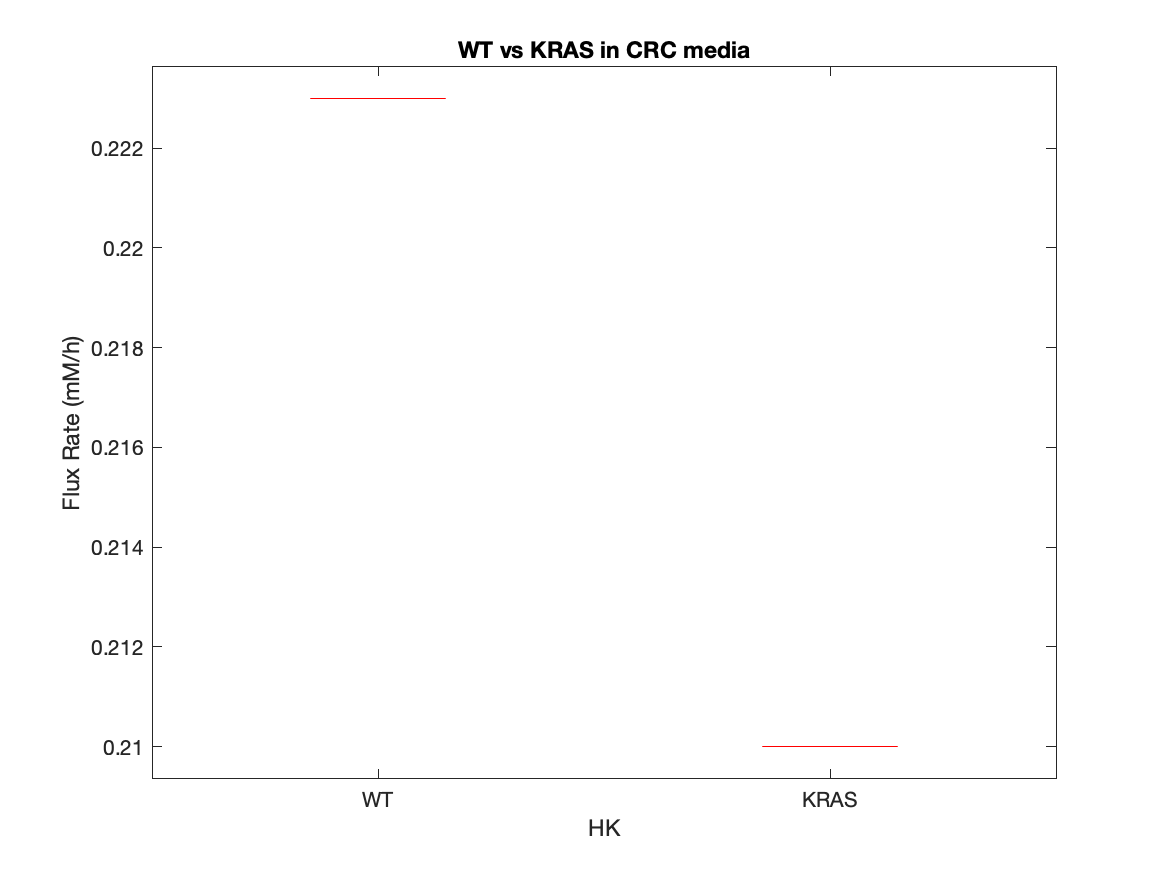 WT vs KRAS in CRC media
0.222
0.22
0.218
0.216
0.214
0.212
0.21
Flux Rate (mM/h)
WT
KRAS
HK